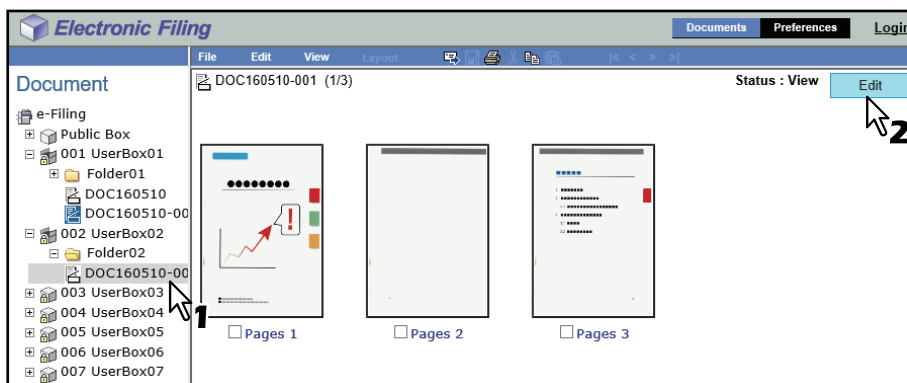 Electronic Filing
Documents Preferences Login
File Edit View Layout |< < > >|
Document
DOC160510-001 (1/3)
Status : View
Edit
2
e-Filing
Public Box
001 UserBox01
Folder01
DOC160510
DOC160510-00
002 UserBox02
Folder02
DOC160510-00
1
003 UserBox03
004 UserBox04
005 UserBox05
006 UserBox06
007 UserBox07
!
Pages 1
Pages 2
Pages 3